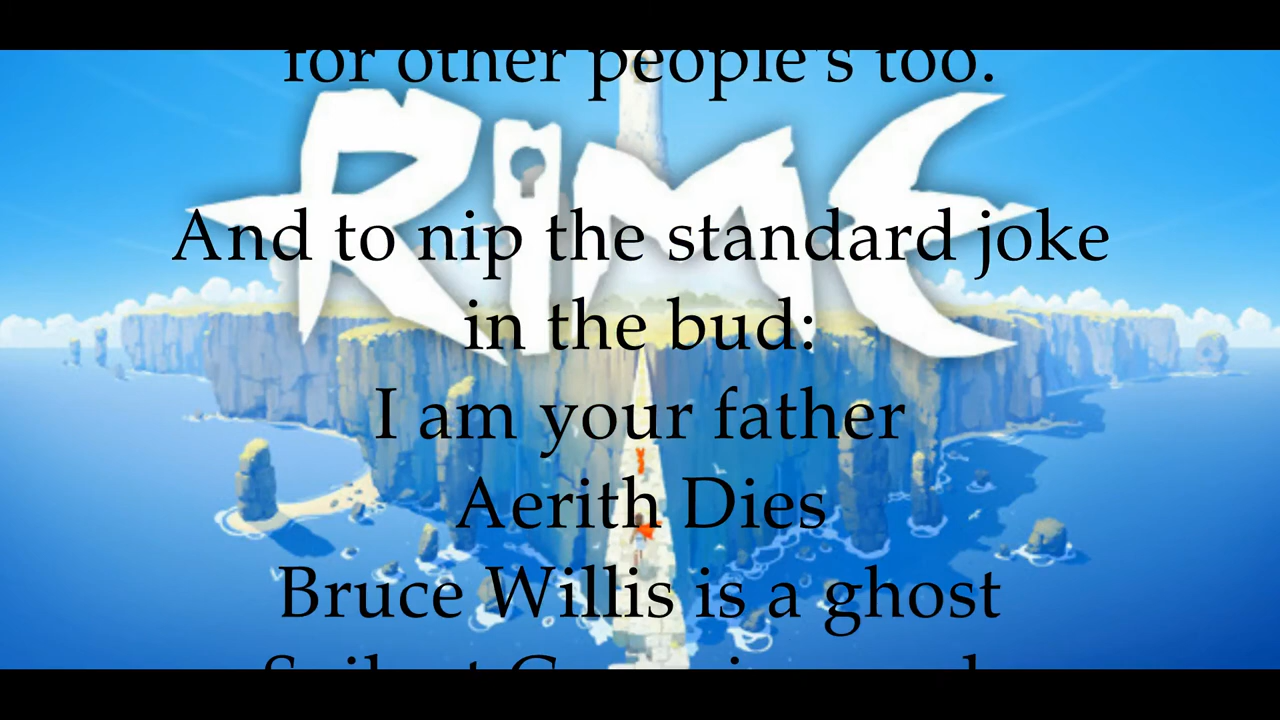 for other people's too.
RiME
And to nip the standard joke
in the bud:
I am your father
Aerith Dies
Bruce Willis is a ghost